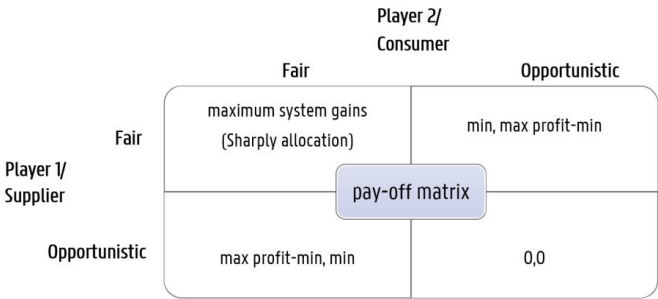 Player 2/
Consumer
Fair
Opportunistic
maximum system gains
(Sharply allocation)
min, max profit-min
Fair
Player 1/
Supplier
pay-off matrix
Opportunistic
max profit-min, min
0,0